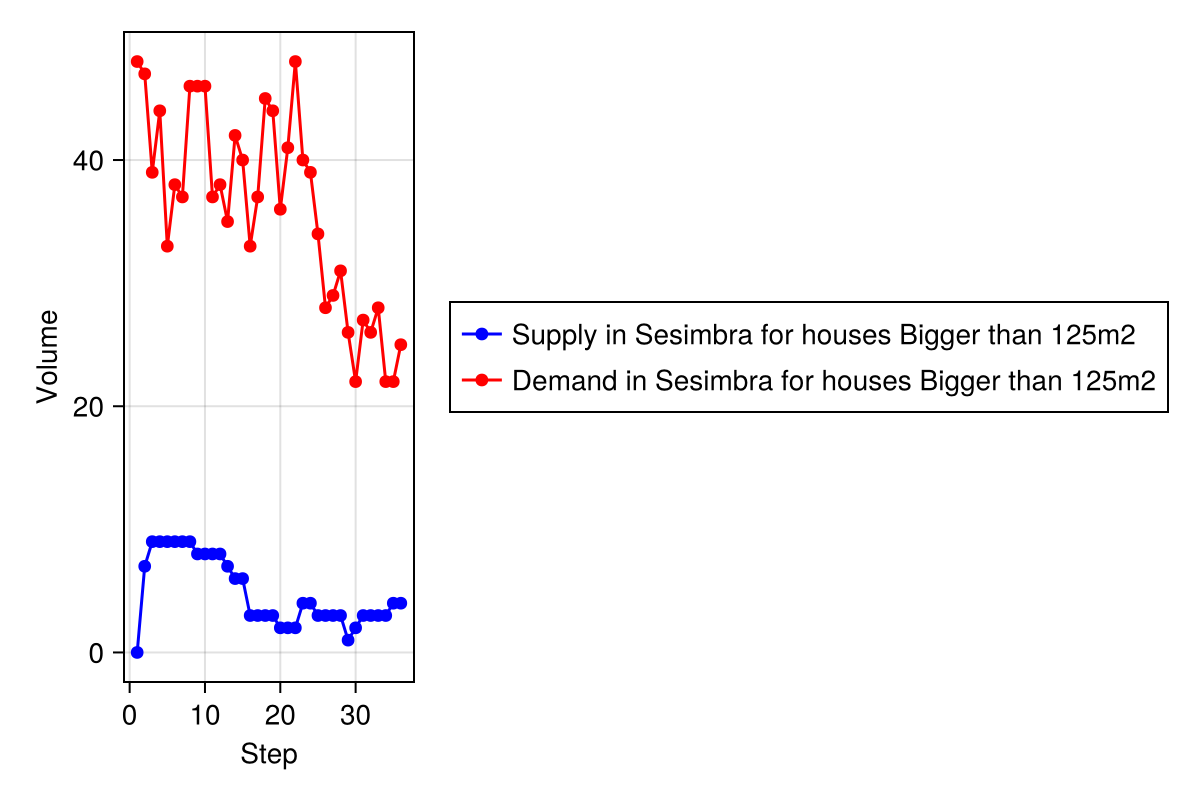 40
20
0
Volume
0 10 20 30
Step
Supply in Sesimbra for houses Bigger than 125m2
Demand in Sesimbra for houses Bigger than 125m2